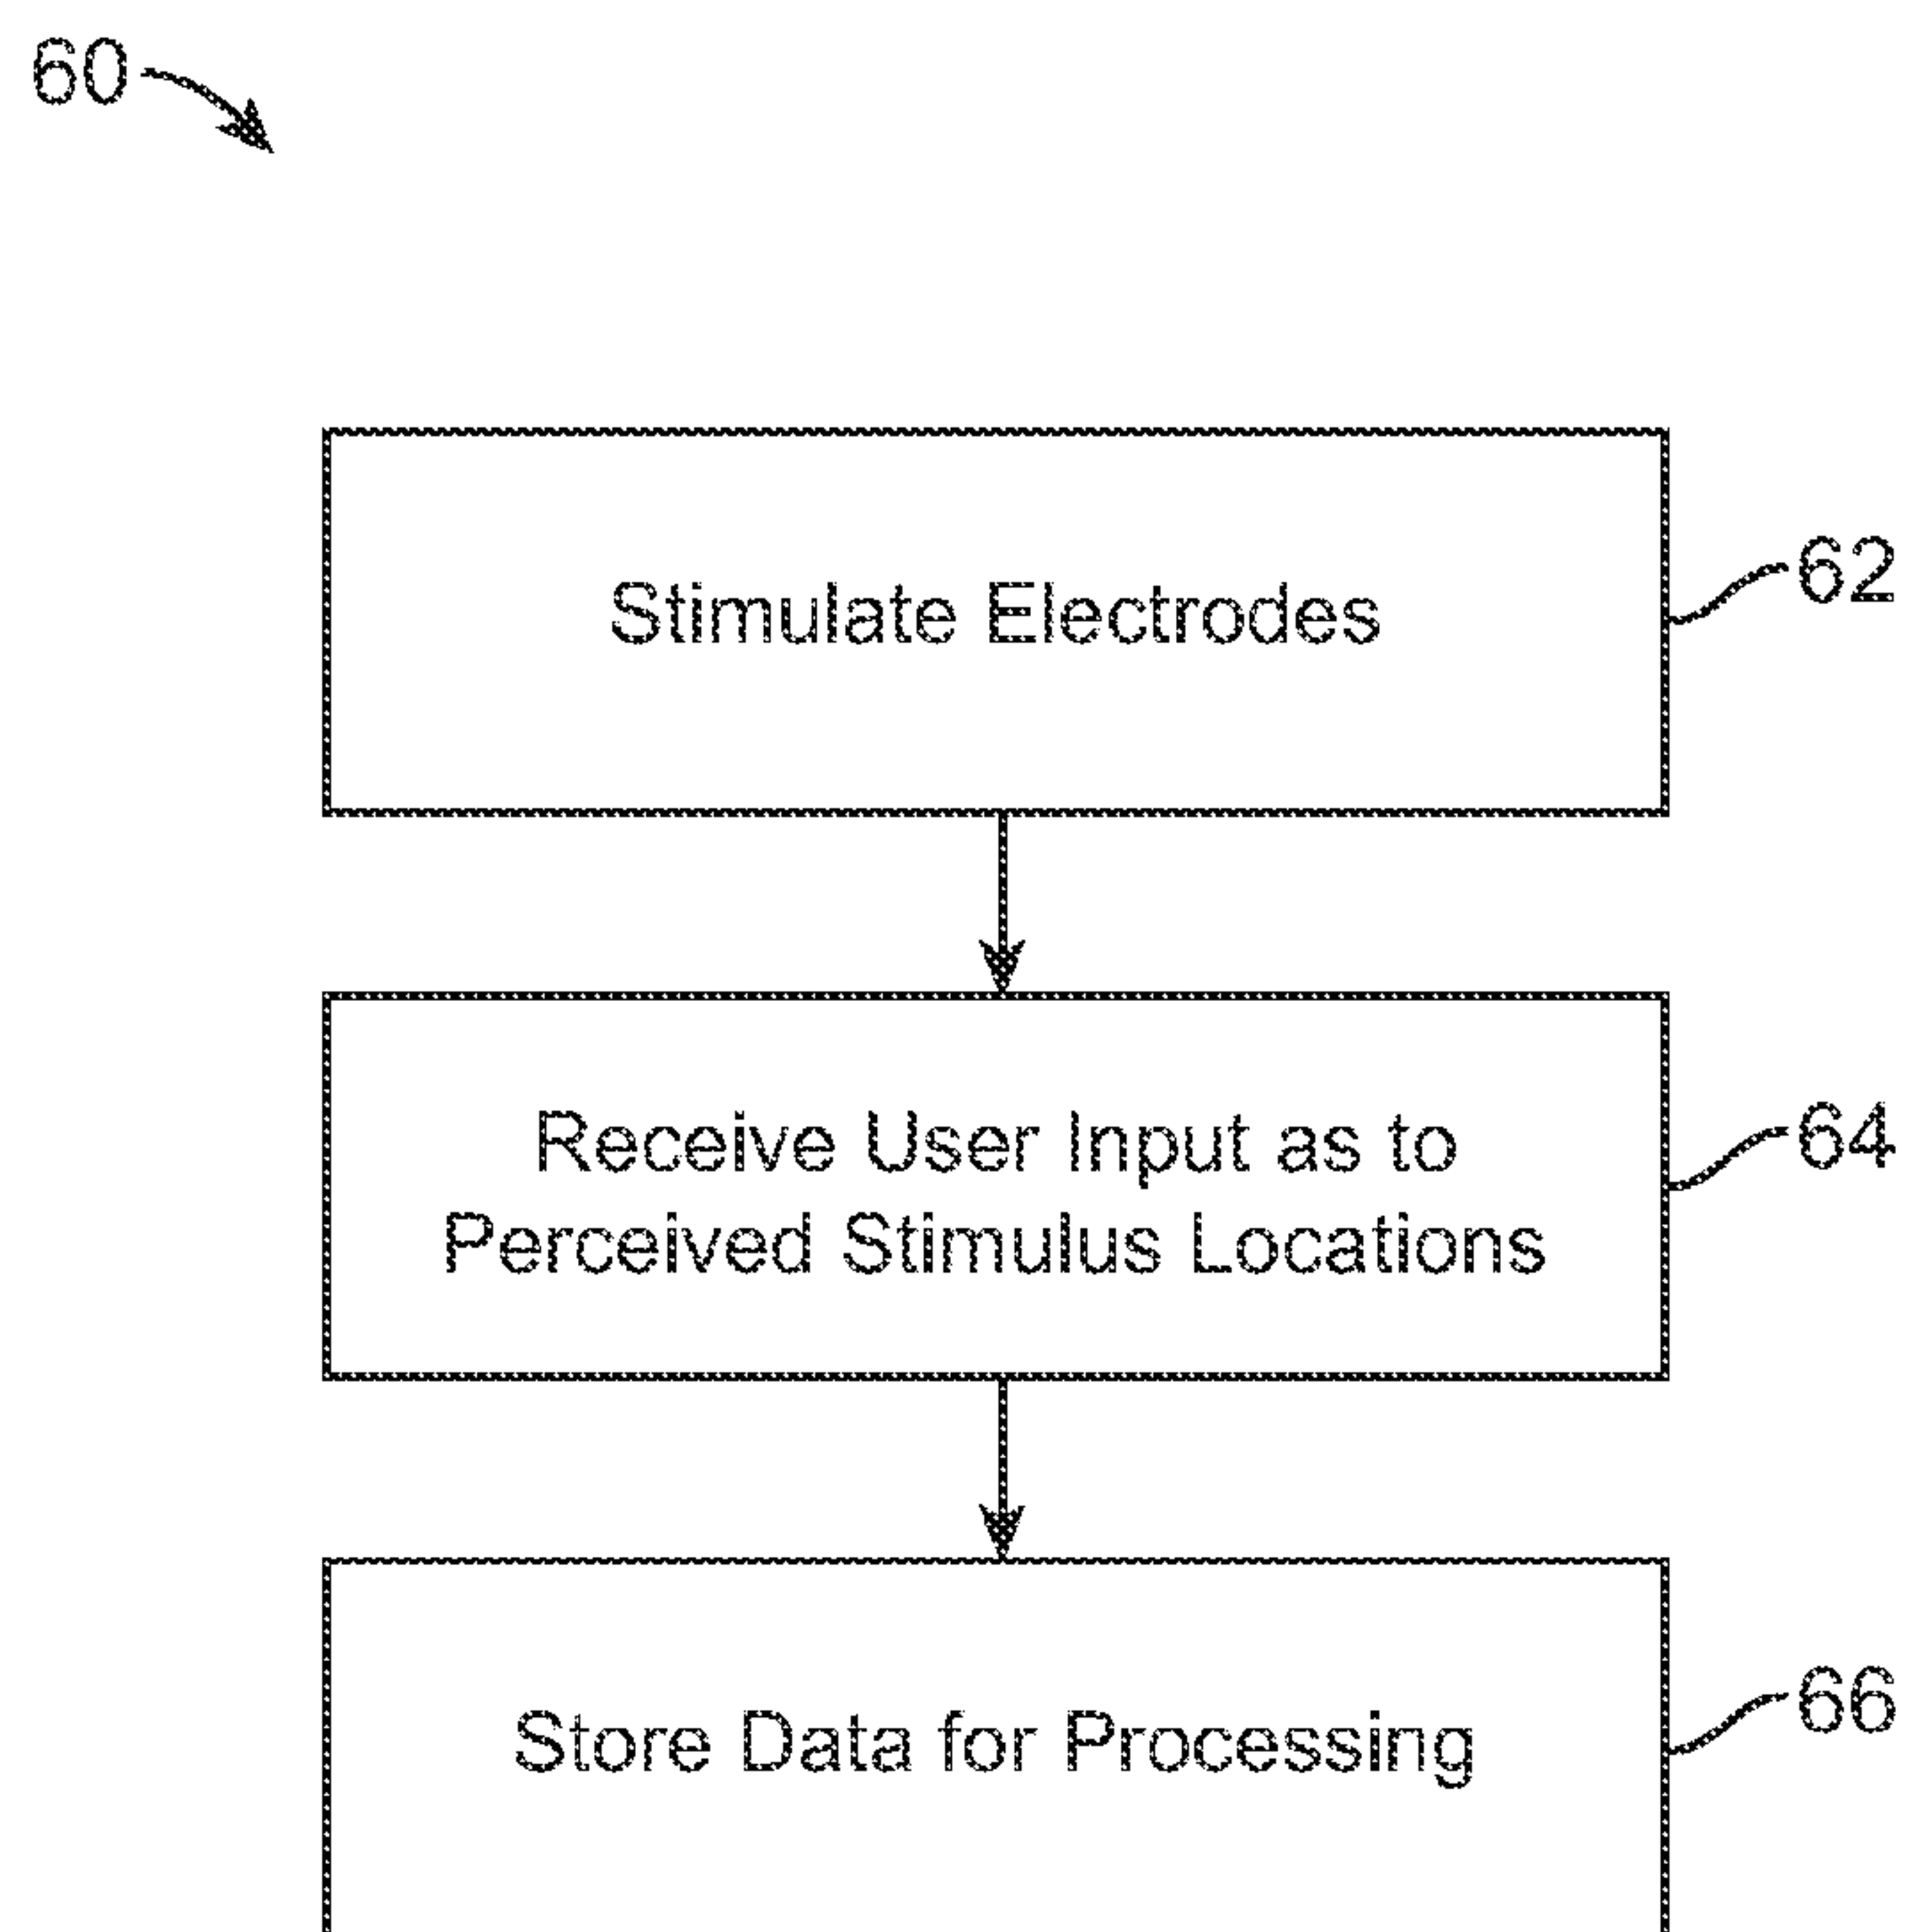 60
Stimulate Electrodes
62
Receive User Input as to
Perceived Stimulus Locations
64
Store Data for Processing
66